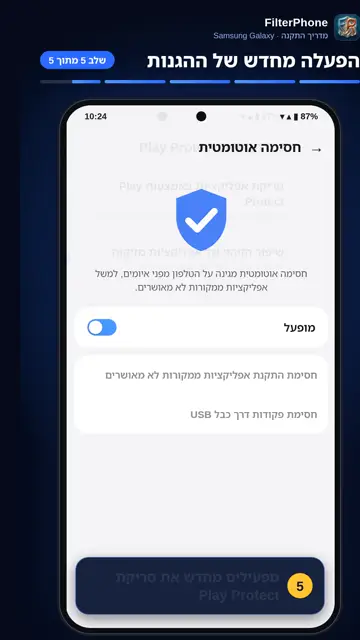 FilterPhone
מדריך התקנה · Samsung Galaxy
הפעלה מחדש של ההגנות
שלב 5 מתוך 5
10:24
87%
חסימה אוטומטית
Play Pro
סריקת אפליקציות באמצעות Play
Protect
שיפור הזיהוי של אפליקציות מזיקות
חסימה אוטומטית מגינה על הטלפון מפני איומים, למשל
אפליקציות ממקורות לא מאושרים.
מופעל
חסימת התקנת אפליקציות ממקורות לא מאושרים
חסימת פקודות דרך כבל USB
5
מפעילים מחדש את סריקת
Play Protect